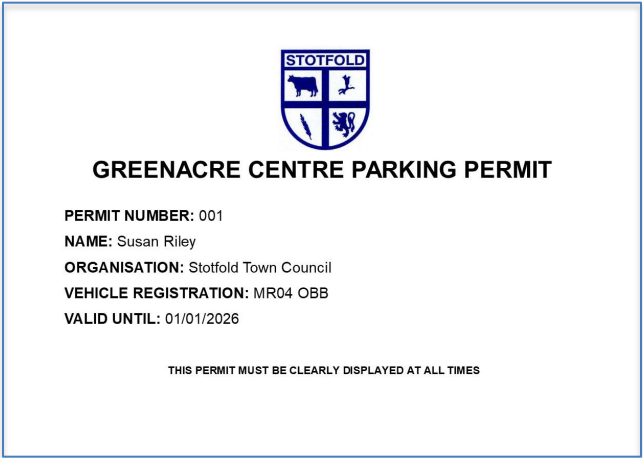 STOTFOLD
GREENACRE CENTRE PARKING PERMIT
PERMIT NUMBER: 001
NAME: Susan Riley
ORGANISATION: Stotfold Town Council
VEHICLE REGISTRATION: MR04 OBB
VALID UNTIL: 01/01/2026
THIS PERMIT MUST BE CLEARLY DISPLAYED AT ALL TIMES